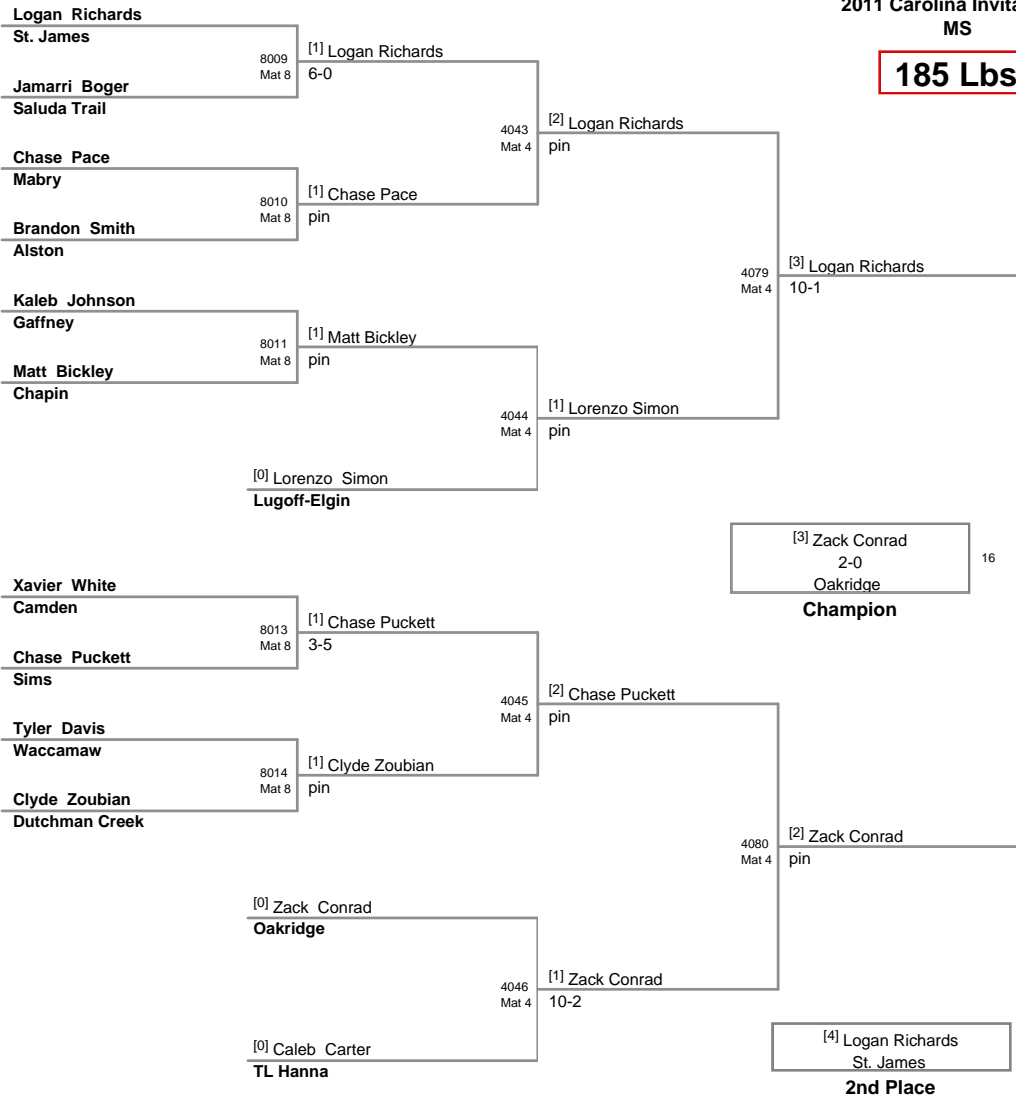 2011 Carolina Invita
MS
185 Lbs
Logan Richards
St. James
8009
Mat 8
[1] Logan Richards
6-0
Jamarri Boger
Saluda Trail
4043
Mat 4
[2] Logan Richards
pin
Chase Pace
Mabry
8010
Mat 8
[1] Chase Pace
pin
Brandon Smith
Alston
4079
Mat 4
[3] Logan Richards
10-1
Kaleb Johnson
Gaffney
8011
Mat 8
[1] Matt Bickley
pin
Matt Bickley
Chapin
4044
Mat 4
[1] Lorenzo Simon
pin
[0] Lorenzo Simon
Lugoff-Elgin
[3] Zack Conrad
2-0
Oakridge
16
Champion
Xavier White
Camden
8013
Mat 8
[1] Chase Puckett
3-5
Chase Puckett
Sims
4045
Mat 4
[2] Chase Puckett
pin
Tyler Davis
Waccamaw
8014
Mat 8
[1] Clyde Zoubian
pin
Clyde Zoubian
Dutchman Creek
4080
Mat 4
[2] Zack Conrad
pin
[0] Zack Conrad
Oakridge
4046
Mat 4
[1] Zack Conrad
10-2
[0] Caleb Carter
TL Hanna
[4] Logan Richards
St. James
2nd Place